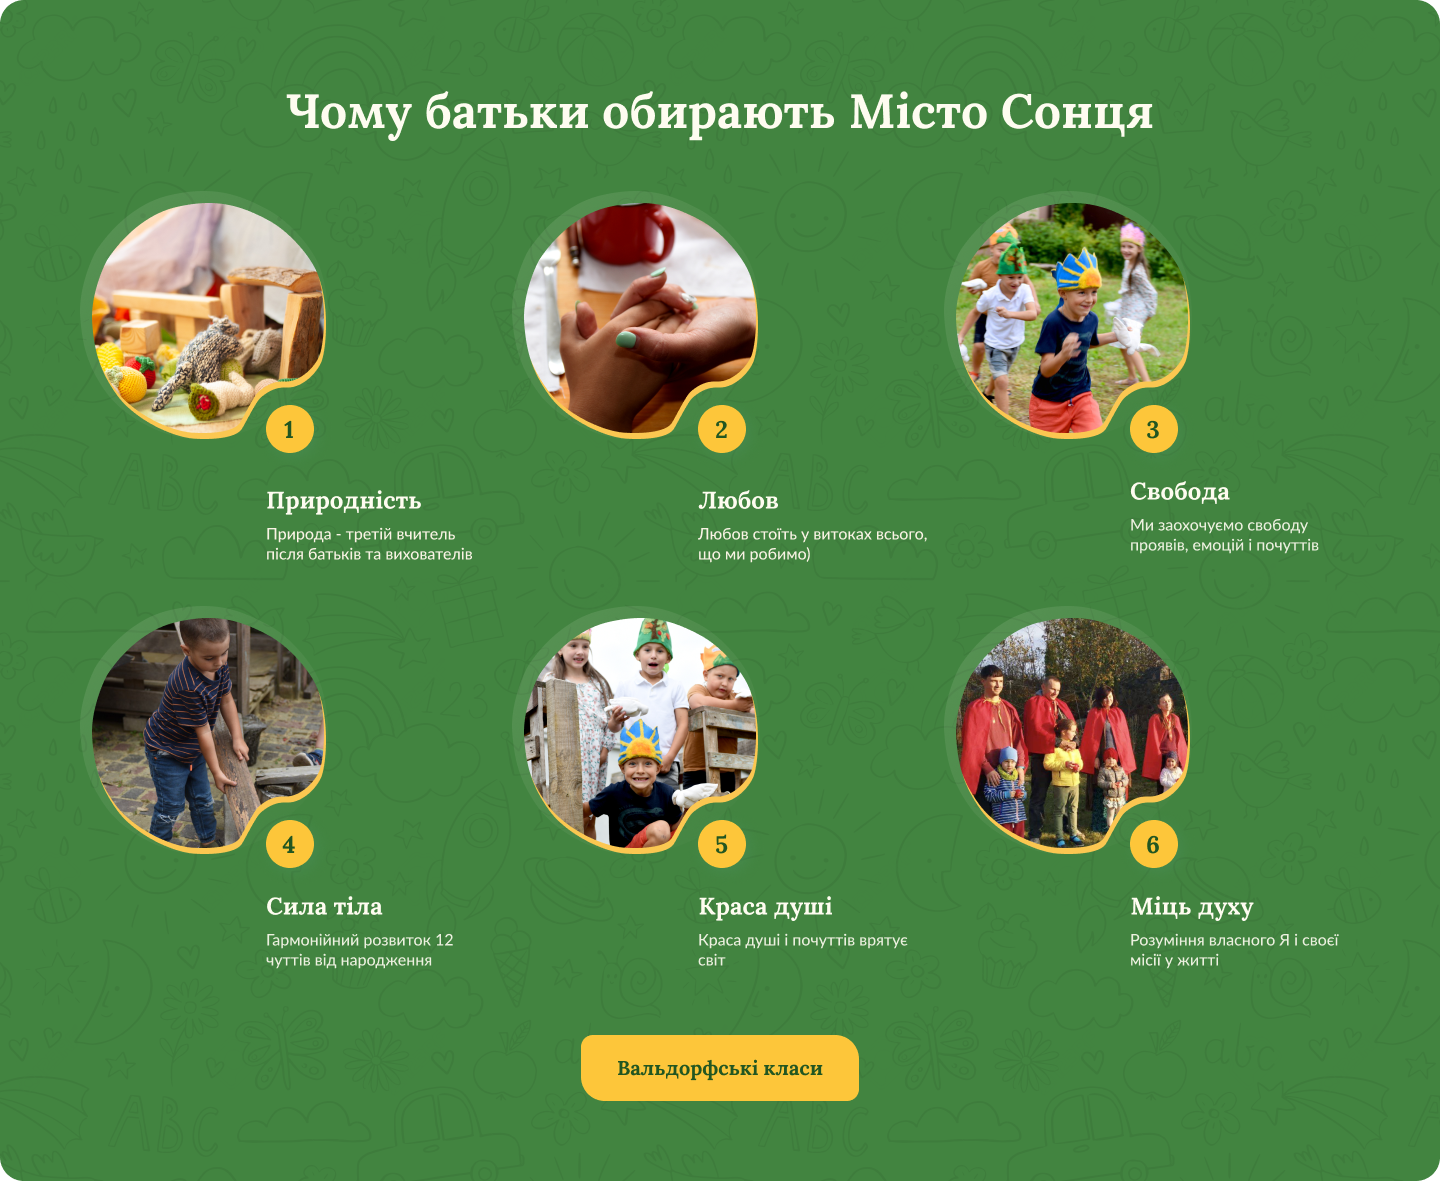 Чому батьки обирають Місто Сонця
1
Природність
Природа - третій вчитель
після батьків та вихователів
2
Любов
Любов стоїть у витоках всього,
що ми робимо)
3
Свобода
Ми заохочуємо свободу
проявів, емоцій і почуттів
4
Сила тіла
Гармонійний розвиток 12
чуттів від народження
5
Краса душі
Краса душі і почуттів врятує
світ
6
Міць духу
Розуміння власного Я і своєї
місії у житті
Вальдорфські класи